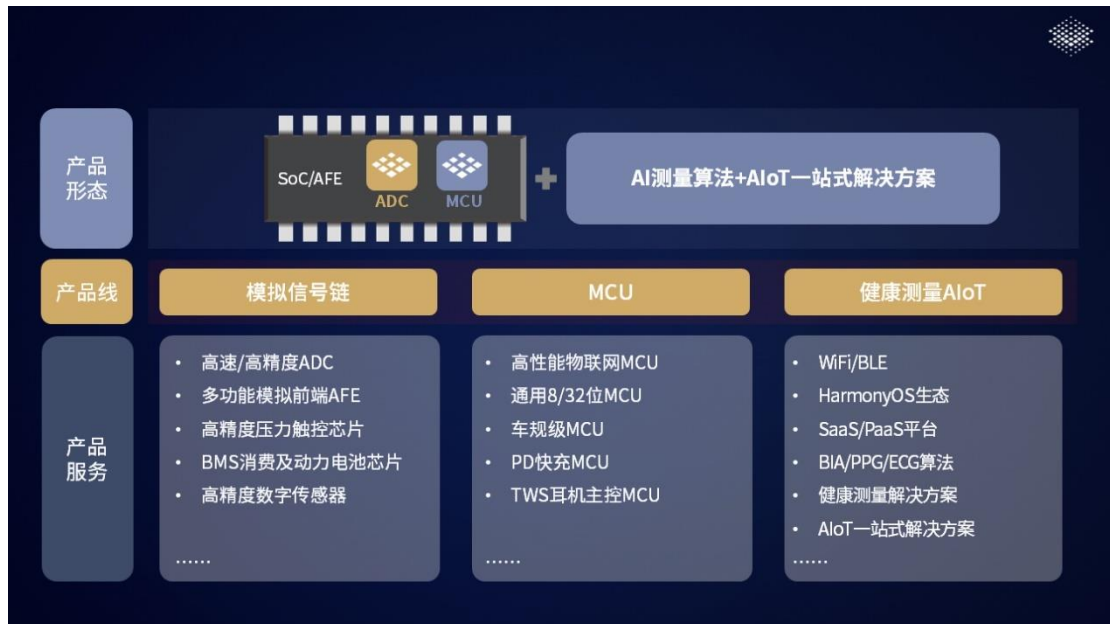 产品
形态
SoC/AFE
ADC
MCU
AI测量算法+AIoT一站式解决方案
产品线
模拟信号链
MCU
健康测量AIoT
产品
服务
• 高速/高精度ADC
• 多功能模拟前端AFE
• 高精度压力触控芯片
• BMS消费及动力电池芯片
• 高精度数字传感器
......
• 高性能物联网MCU
• 通用8/32位MCU
• 车规级MCU
• PD快充MCU
• TWS耳机主控MCU
......
• WiFi/BLE
• HarmonyOS生态
• SaaS/PaaS平台
• BIA/PPG/ECG算法
• 健康测量解决方案
• AIoT一站式解决方案
......